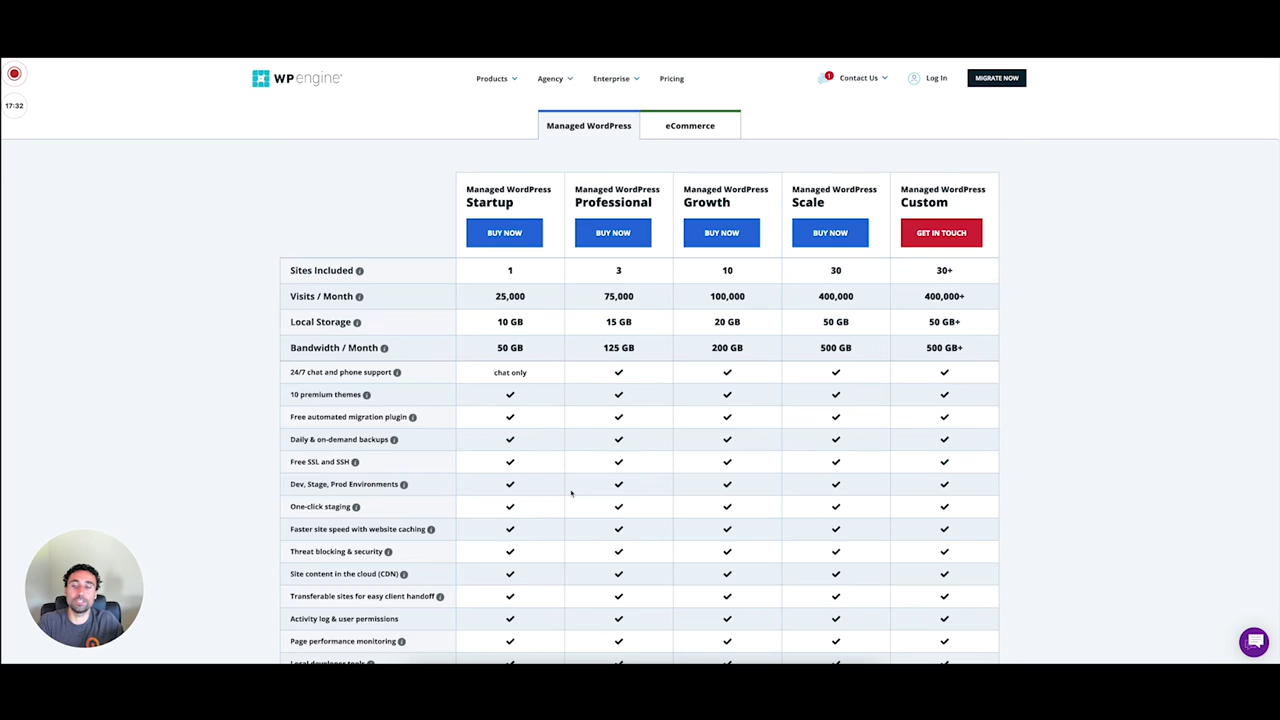 WP engine
Products Agency Enterprise Pricing
1 Contact Us Log In MIGRATE NOW
17:32
Managed WordPress eCommerce
Managed WordPress Managed WordPress Managed WordPress Managed WordPress Managed WordPress
Startup Professional Growth Scale Custom
BUY NOW BUY NOW BUY NOW BUY NOW GET IN TOUCH
Sites Included 1 3 10 30 30+
Visits / Month 25,000 75,000 100,000 400,000 400,000+
Local Storage 10 GB 15 GB 20 GB 50 GB 50 GB+
Bandwidth / Month 50 GB 125 GB 200 GB 500 GB 500 GB+
24/7 chat and phone support chat only
10 premium themes
Free automated migration plugin
Daily & on-demand backups
Free SSL and SSH
Dev, Stage, Prod Environments
One-click staging
Faster site speed with website caching
Threat blocking & security
Site content in the cloud (CDN)
Transferable sites for easy client handoff
Activity log & user permissions
Page performance monitoring
Local developer tools